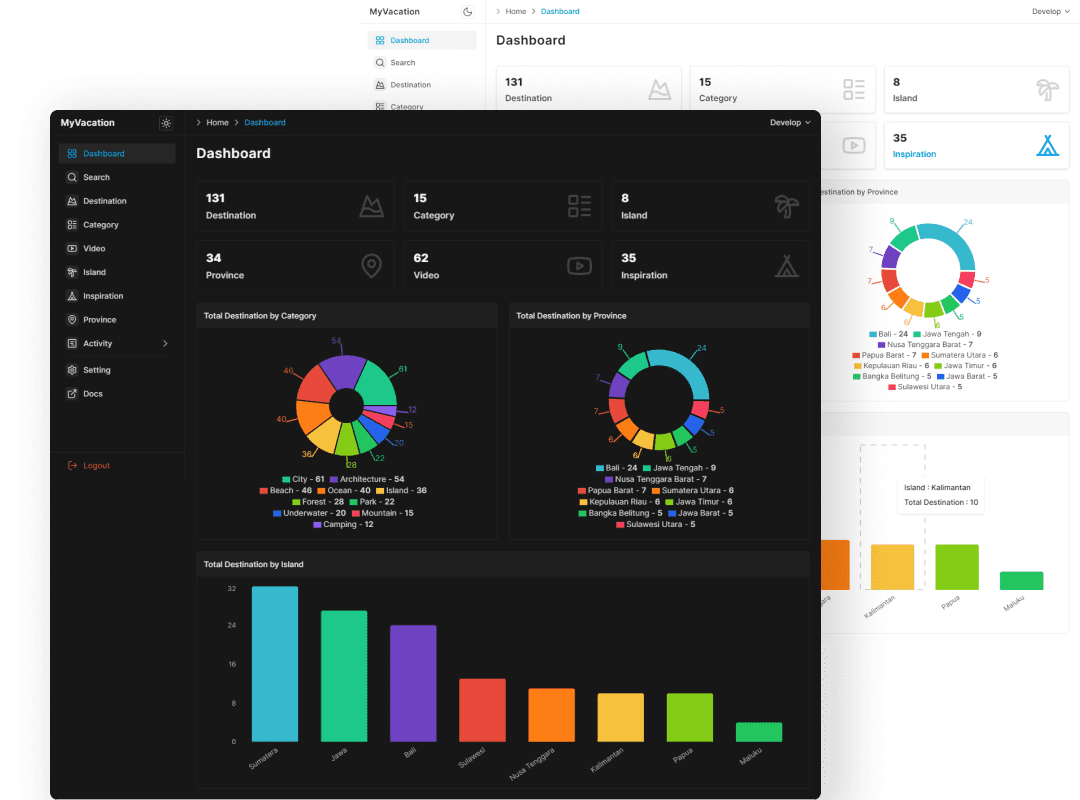 MyVacation
Home
Dashboard
Develop
Dashboard
Search
Destination
Category
Dashboard
131
Destination
15
Category
8
Island
35
Inspiration
estination by Province
9
24
7
7
6
6
6
5
5
5
Bali - 24 Jawa Tengah - 9
Nusa Tenggara Barat - 7
Papua Barat - 7 Sumatera Utara - 6
Kepulauan Riau - 6 Jawa Timur - 6
Bangka Belitung - 5 Jawa Barat - 5
Sulawesi Utara - 5
Island : Kalimantan
Total Destination : 10
gara
Kalimantan
Papua
Maluku
MyVacation
Home
Dashboard
Develop
Dashboard
Search
Destination
Category
Video
Island
Inspiration
Province
Activity
Setting
Docs
Logout
Dashboard
131
Destination
15
Category
8
Island
34
Province
62
Video
35
Inspiration
Total Destination by Category
54
61
46
12
15
40
20
36
22
28
City - 61 Architecture - 54
Beach - 46 Ocean - 40 Island - 36
Forest - 28 Park - 22
Underwater - 20 Mountain - 15
Camping - 12
Total Destination by Province
9
24
7
7
5
6
5
6
5
6
Bali - 24 Jawa Tengah - 9
Nusa Tenggara Barat - 7
Papua Barat - 7 Sumatera Utara - 6
Kepulauan Riau - 6 Jawa Timur - 6
Bangka Belitung - 5 Jawa Barat - 5
Sulawesi Utara - 5
Total Destination by Island
32
24
16
8
0
Sumatera
Jawa
Bali
Sulawesi
Nusa Tenggara
Kalimantan
Papua
Maluku